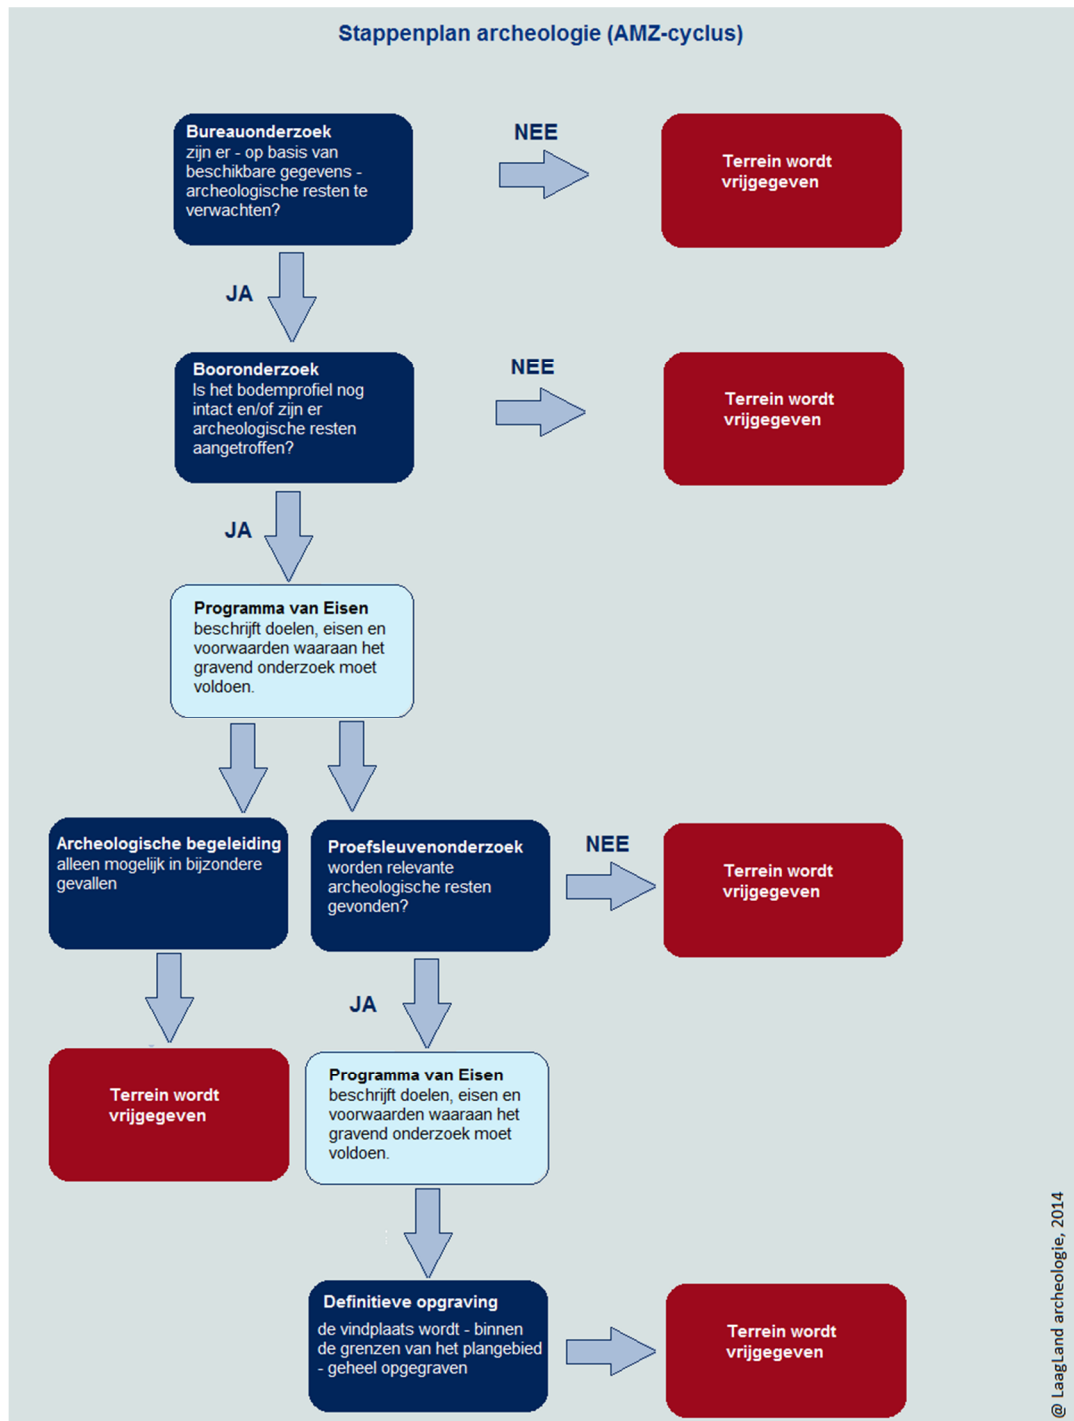 Stappenplan archeologie (AMZ-cyclus)
Bureauonderzoek
zijn er - op basis van
beschikbare gegevens -
archeologische resten te
verwachten?
NEE
Terrein wordt
vrijgegeven
JA
Booronderzoek
Is het bodemprofiel nog
intact en/of zijn er
archeologische resten
aangetroffen?
NEE
Terrein wordt
vrijgegeven
JA
Programma van Eisen
beschrijft doelen, eisen en
voorwaarden waaraan het
gravend onderzoek moet
voldoen.
Archeologische begeleiding
alleen mogelijk in bijzondere
gevallen
Proefsleuvenonderzoek
worden relevante
archeologische resten
gevonden?
NEE
Terrein wordt
vrijgegeven
JA
Terrein wordt
vrijgegeven
Programma van Eisen
beschrijft doelen, eisen en
voorwaarden waaraan het
gravend onderzoek moet
voldoen.
Definitieve opgraving
de vindplaats wordt - binnen
de grenzen van het plangebied
- geheel opgegraven
Terrein wordt
vrijgegeven
@ LaagLand archeologie, 2014